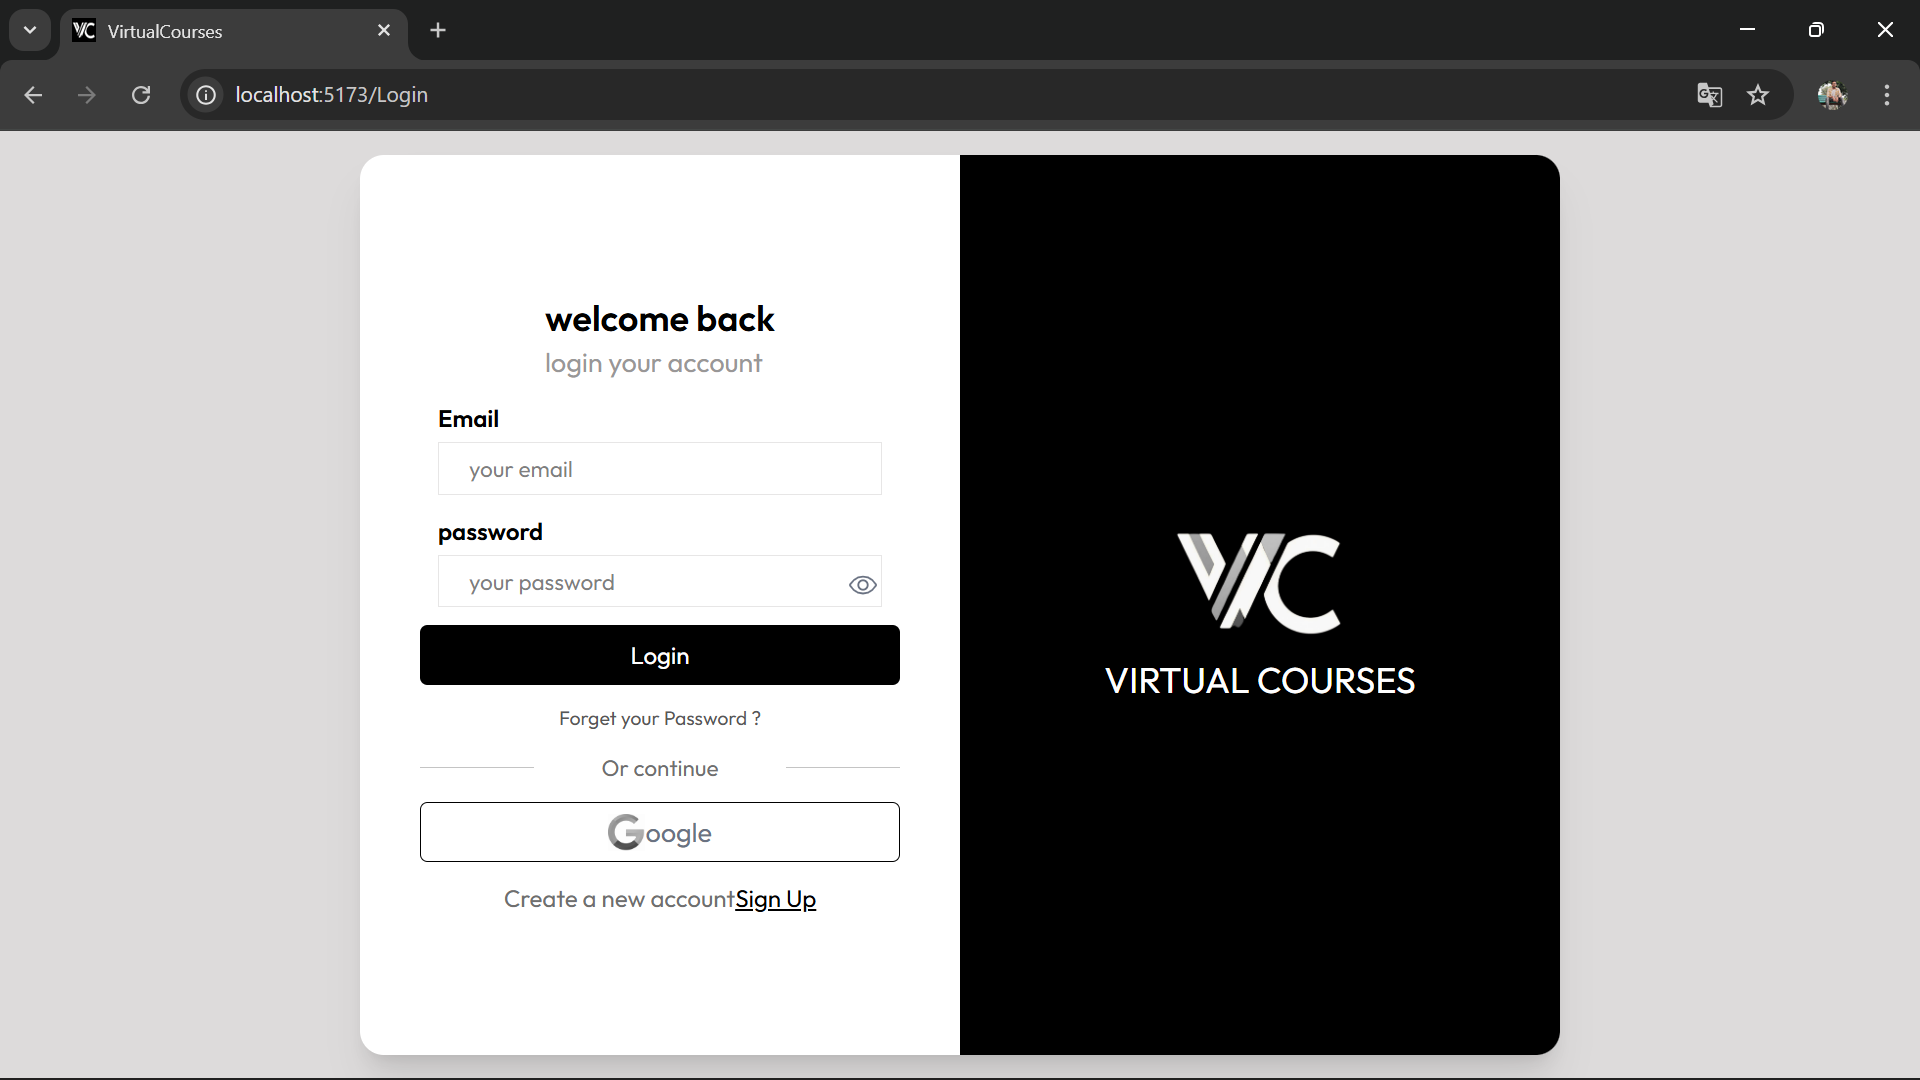 VC VirtualCourses
localhost:5173/Login
welcome back
login your account
Email
your email
password
your password
Login
Forget your Password ?
Or continue
Google
Create a new accountSign Up
VC
VIRTUAL COURSES